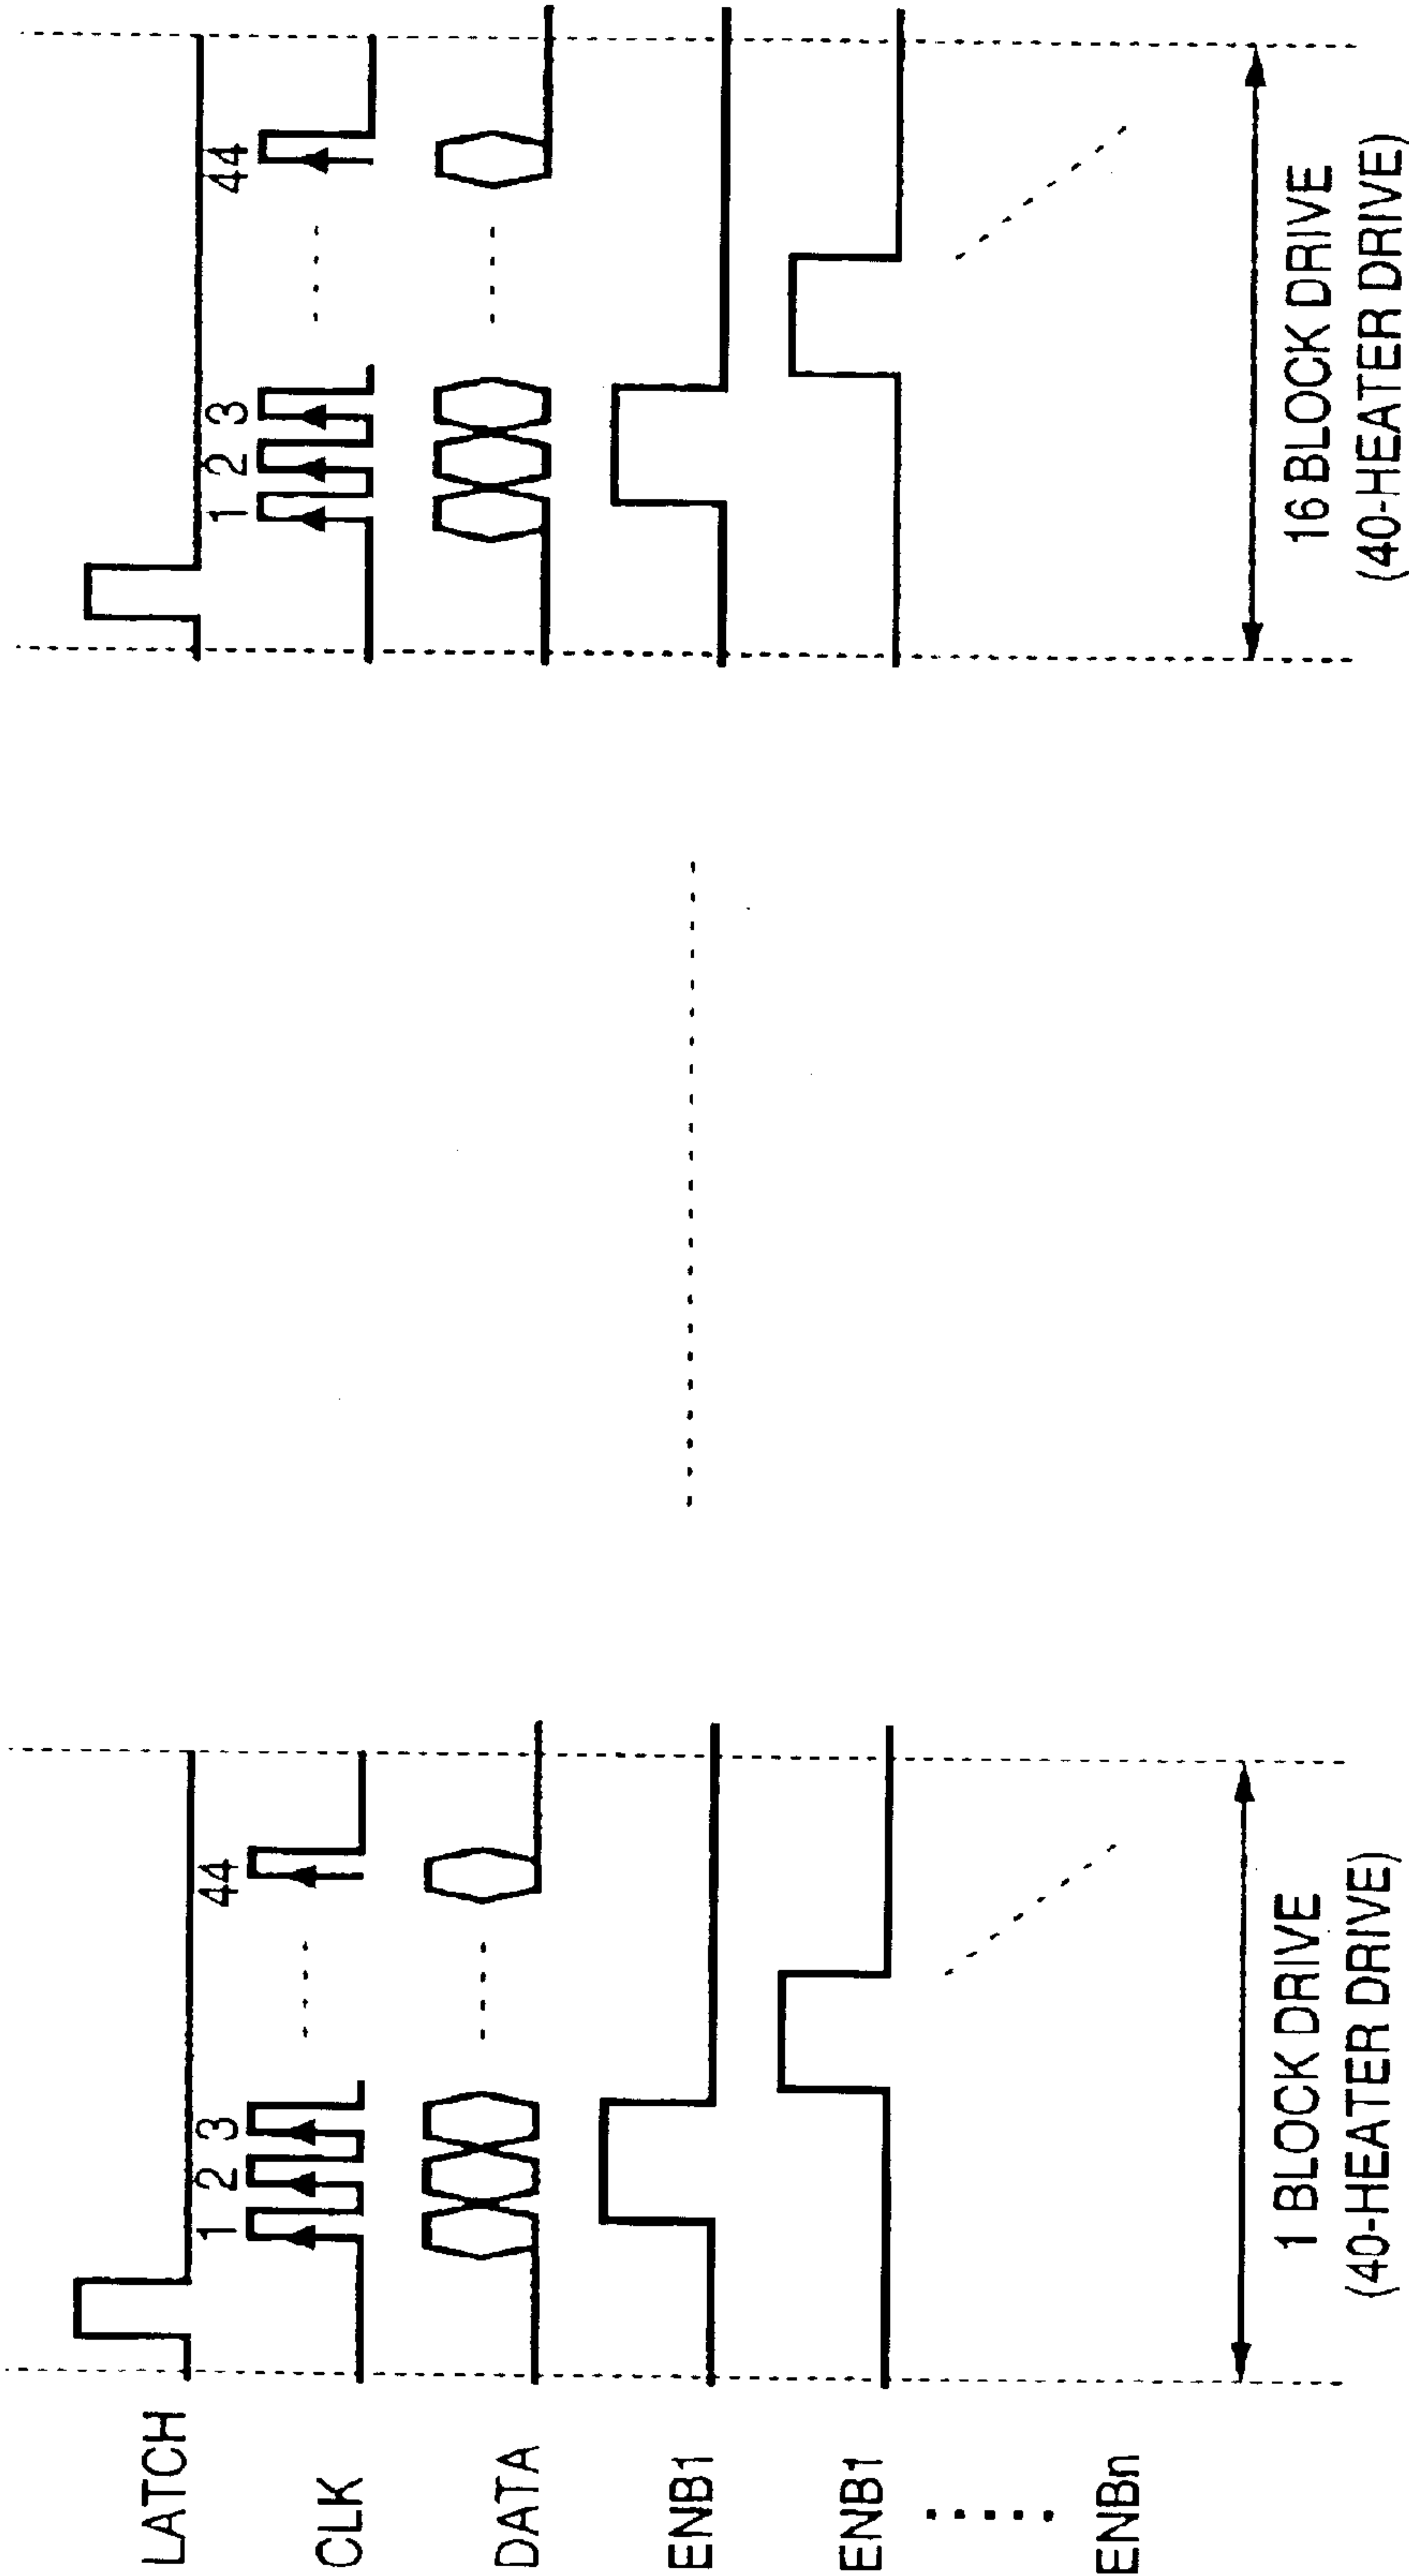 LATCH
CLK
1 2 3 44
1 2 3 44
DATA
ENB1
ENB1
ENBn
1 BLOCK DRIVE
(40-HEATER DRIVE)
16 BLOCK DRIVE
(40-HEATER DRIVE)